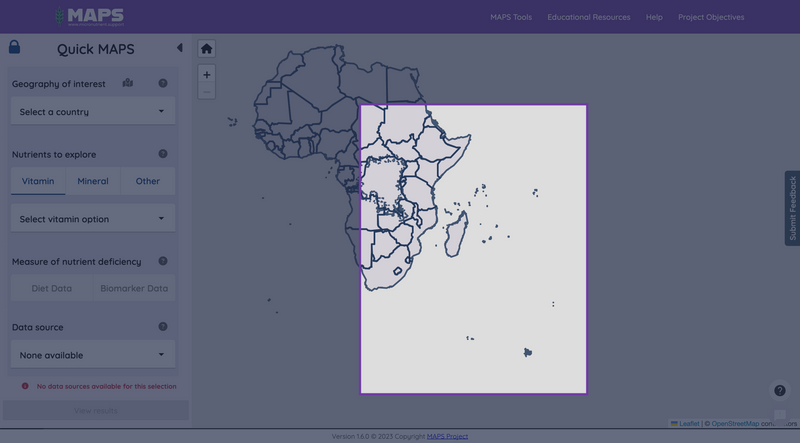 MAPS
MAPS Tools
Educational Resources
Help
Project Objectives
Quick MAPS
Geography of interest
?
Select a country
Nutrients to explore
?
Vitamin
Mineral
Other
Select vitamin option
Measure of nutrient deficiency
?
Diet Data
Biomarker Data
Data source
?
None available
No data sources available for this selection
View results
+
−
Submit Feedback
?
Leaflet | © OpenStreetMap contributors
Version 1.6.0 © 2023 Copyright MAPS Project